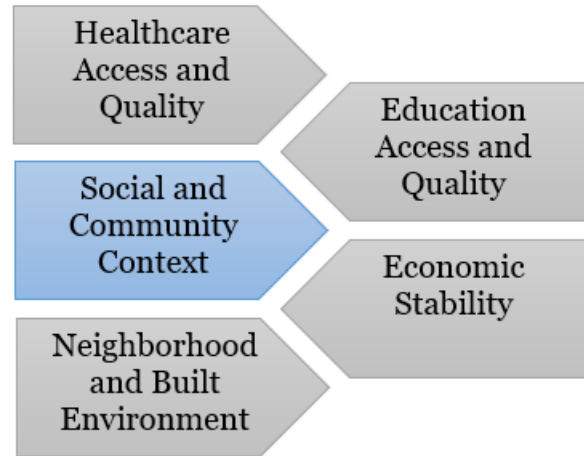 Healthcare
Access and
Quality
Education
Access and
Quality
Social and
Community
Context
Economic
Stability
Neighborhood
and Built
Environment